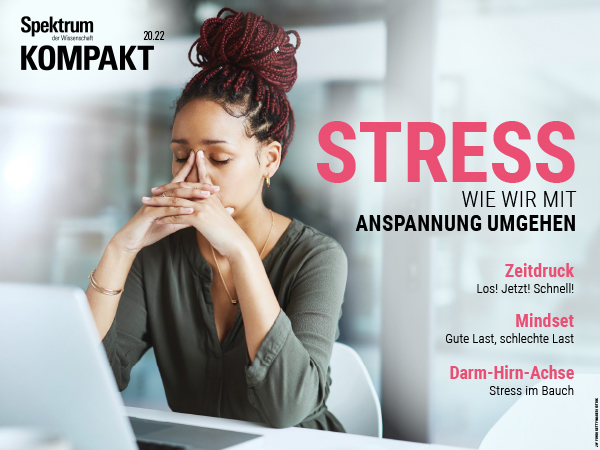 Spektrum
der Wissenschaft
20.22
KOMPAKT
STRESS
WIE WIR MIT
ANSPANNUNG UMGEHEN
Zeitdruck
Los! Jetzt! Schnell!
Mindset
Gute Last, schlechte Last
Darm-Hirn-Achse
Stress im Bauch